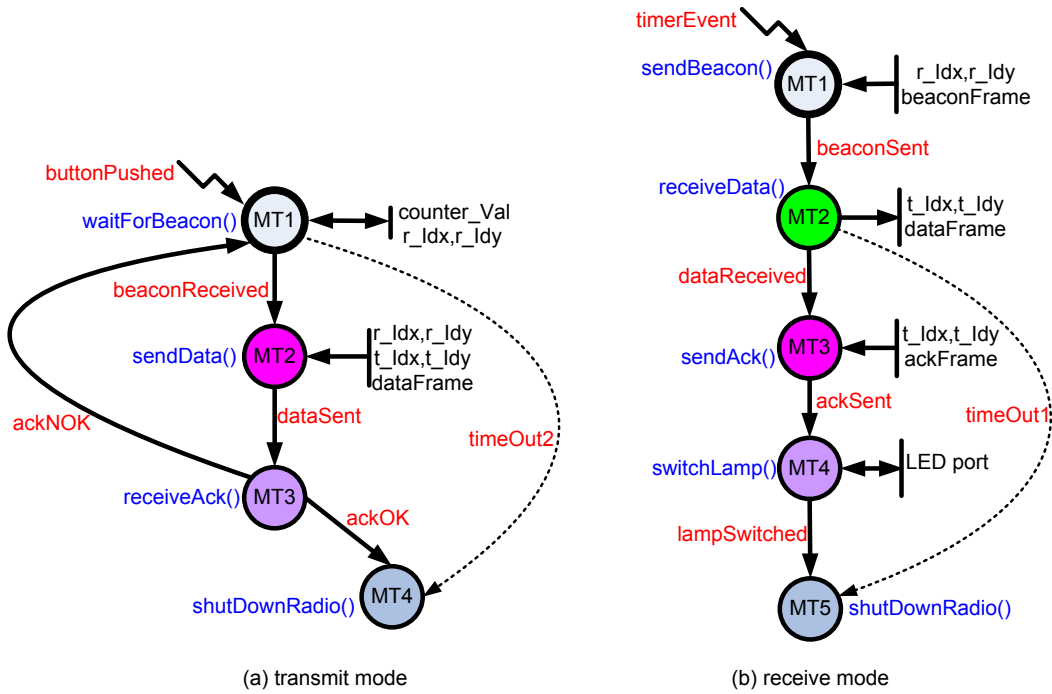 buttonPushed
waitForBeacon()
MT1
counter_Val
r_Idx,r_Idy
beaconReceived
sendData()
MT2
r_Idx,r_Idy
t_Idx,t_Idy
dataFrame
dataSent
ackNOK
timeOut2
receiveAck()
MT3
ackOK
shutDownRadio()
MT4
(a) transmit mode
timerEvent
sendBeacon()
MT1
r_Idx,r_Idy
beaconFrame
beaconSent
receiveData()
MT2
t_Idx,t_Idy
dataFrame
dataReceived
sendAck()
MT3
t_Idx,t_Idy
ackFrame
ackSent
timeOut1
switchLamp()
MT4
LED port
lampSwitched
MT5
shutDownRadio()
(b) receive mode